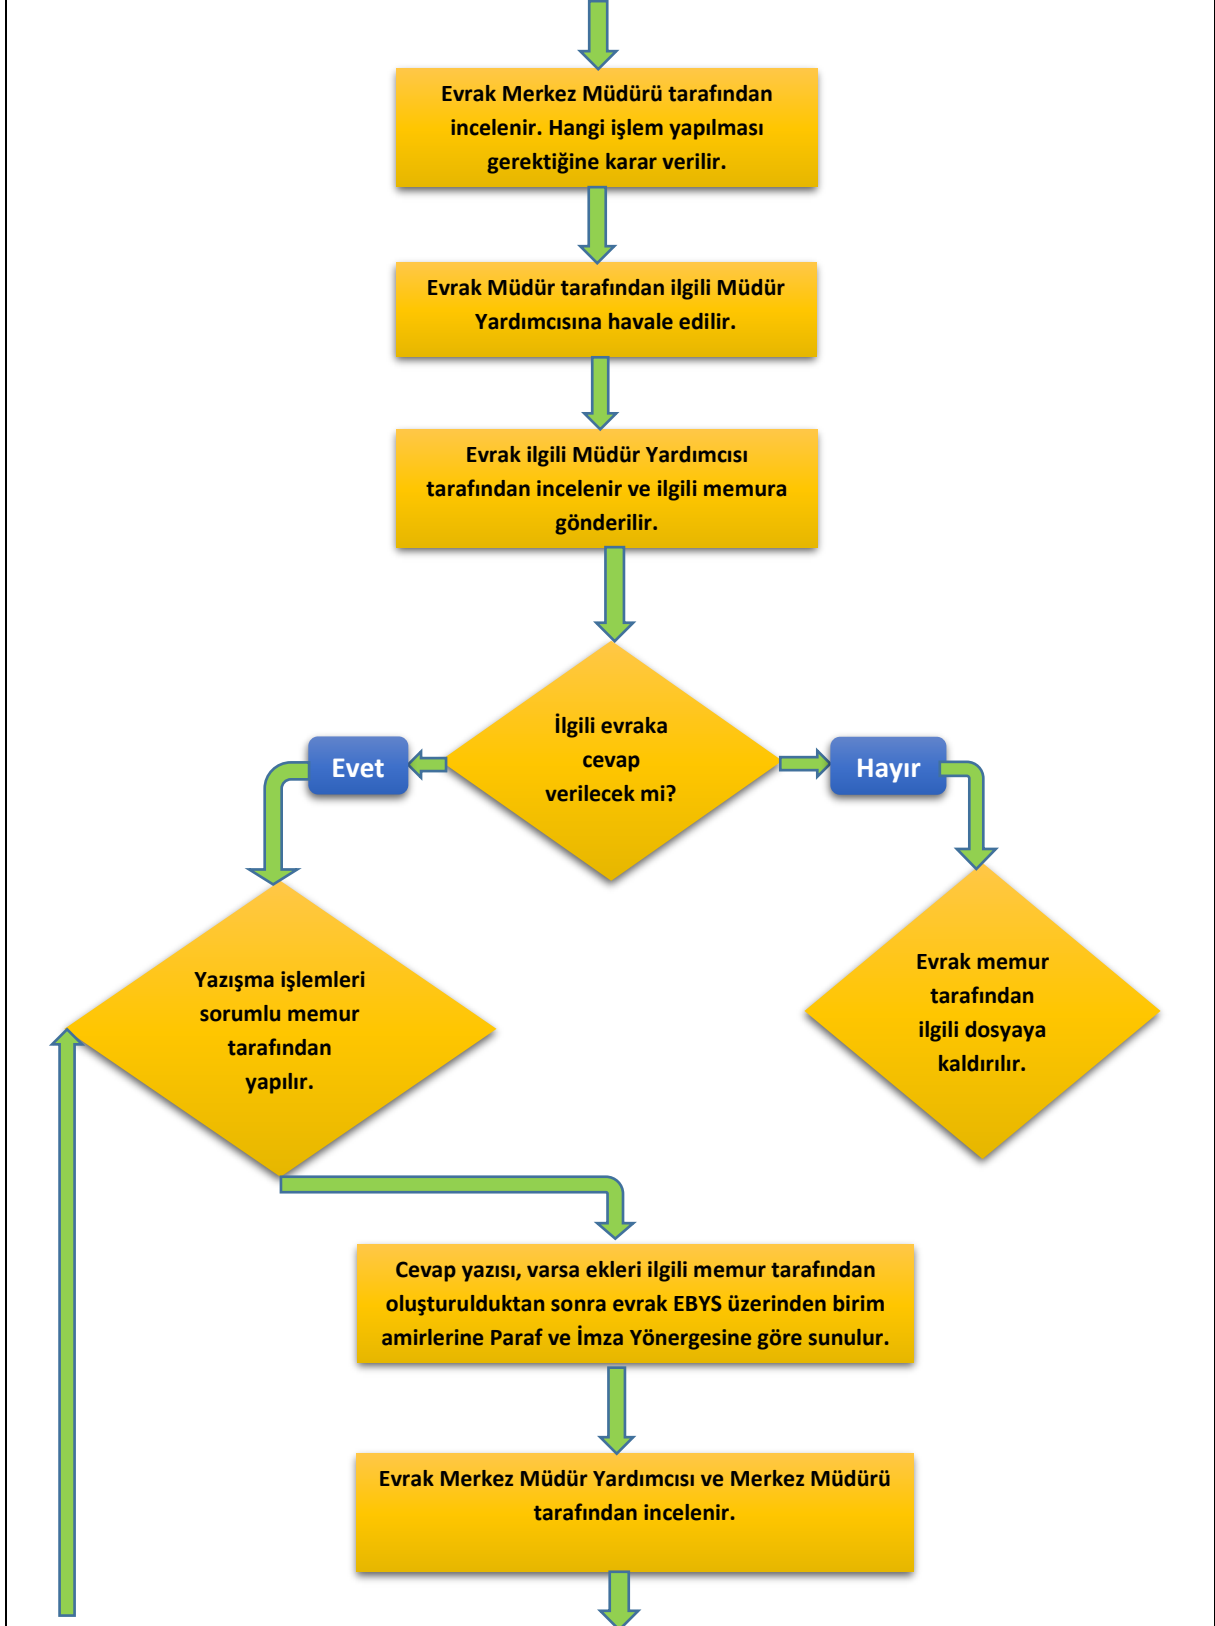 Evrak Merkez Müdürü tarafından
incelenir. Hangi işlem yapılması
gerektiğine karar verilir.
Evrak Müdür tarafından ilgili Müdür
Yardımcısına havale edilir.
Evrak ilgili Müdür Yardımcısı
tarafından incelenir ve ilgili memura
gönderilir.
İlgili evraka
cevap
verilecek mi?
Evet
Hayır
Yazışma işlemleri
sorumlu memur
tarafından
yapılır.
Evrak memur
tarafından
ilgili dosyaya
kaldırılır.
Cevap yazısı, varsa ekleri ilgili memur tarafından
oluşturulduktan sonra evrak EBYS üzerinden birim
amirlerine Paraf ve İmza Yönergesine göre sunulur.
Evrak Merkez Müdür Yardımcısı ve Merkez Müdürü
tarafından incelenir.